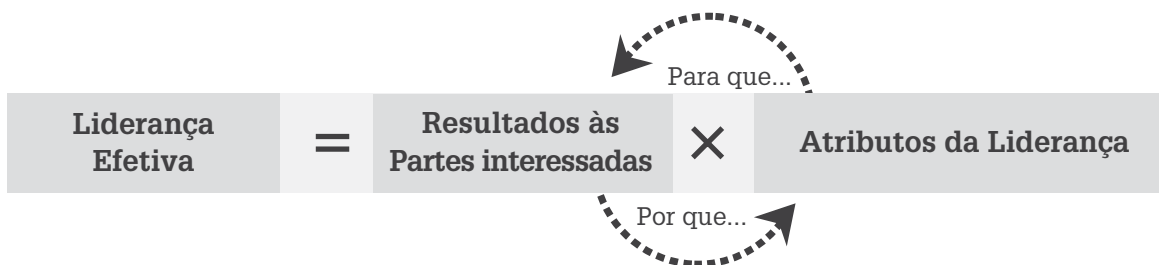 Para que...
Liderança
Efetiva
=
Resultados às
Partes interessadas
×
Atributos da Liderança
Por que...